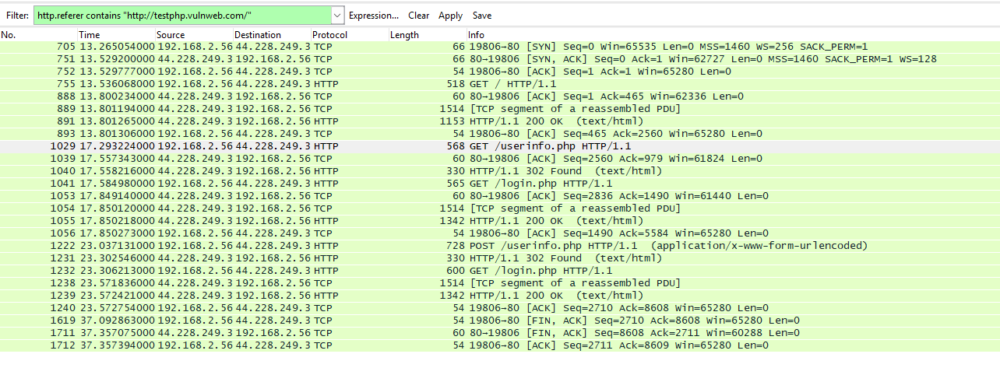 Filter: http.referer contains "http://testphp.vulnweb.com/" Expression... Clear Apply Save
No. Time Source Destination Protocol Length Info
705 13.265054000 192.168.2.56 44.228.249.3 TCP 66 19806→80 [SYN] Seq=0 Win=65535 Len=0 MSS=1460 WS=256 SACK_PERM=1
751 13.529200000 44.228.249.3 192.168.2.56 TCP 66 80→19806 [SYN, ACK] Seq=0 Ack=1 Win=62727 Len=0 MSS=1460 SACK_PERM=1 WS=128
752 13.529777000 192.168.2.56 44.228.249.3 TCP 54 19806→80 [ACK] Seq=1 Ack=1 Win=65280 Len=0
755 13.536068000 192.168.2.56 44.228.249.3 HTTP 518 GET / HTTP/1.1
888 13.800234000 44.228.249.3 192.168.2.56 TCP 60 80→19806 [ACK] Seq=1 Ack=465 Win=62336 Len=0
889 13.801194000 44.228.249.3 192.168.2.56 TCP 1514 [TCP segment of a reassembled PDU]
891 13.801265000 44.228.249.3 192.168.2.56 HTTP 1153 HTTP/1.1 200 OK (text/html)
893 13.801306000 192.168.2.56 44.228.249.3 TCP 54 19806→80 [ACK] Seq=465 Ack=2560 Win=65280 Len=0
1029 17.293224000 192.168.2.56 44.228.249.3 HTTP 568 GET /userinfo.php HTTP/1.1
1039 17.557343000 44.228.249.3 192.168.2.56 TCP 60 80→19806 [ACK] Seq=2560 Ack=979 Win=61824 Len=0
1040 17.558216000 44.228.249.3 192.168.2.56 HTTP 330 HTTP/1.1 302 Found (text/html)
1041 17.584980000 192.168.2.56 44.228.249.3 HTTP 565 GET /login.php HTTP/1.1
1053 17.849140000 44.228.249.3 192.168.2.56 TCP 60 80→19806 [ACK] Seq=2836 Ack=1490 Win=61440 Len=0
1054 17.850120000 44.228.249.3 192.168.2.56 TCP 1514 [TCP segment of a reassembled PDU]
1055 17.850218000 44.228.249.3 192.168.2.56 HTTP 1342 HTTP/1.1 200 OK (text/html)
1056 17.850273000 192.168.2.56 44.228.249.3 TCP 54 19806→80 [ACK] Seq=1490 Ack=5584 Win=65280 Len=0
1222 23.037131000 192.168.2.56 44.228.249.3 HTTP 728 POST /userinfo.php HTTP/1.1 (application/x-www-form-urlencoded)
1231 23.302546000 44.228.249.3 192.168.2.56 HTTP 330 HTTP/1.1 302 Found (text/html)
1232 23.306213000 192.168.2.56 44.228.249.3 HTTP 600 GET /login.php HTTP/1.1
1238 23.571836000 44.228.249.3 192.168.2.56 TCP 1514 [TCP segment of a reassembled PDU]
1239 23.572421000 44.228.249.3 192.168.2.56 HTTP 1342 HTTP/1.1 200 OK (text/html)
1240 23.572754000 192.168.2.56 44.228.249.3 TCP 54 19806→80 [ACK] Seq=2710 Ack=8608 Win=65280 Len=0
1619 37.092863000 192.168.2.56 44.228.249.3 TCP 54 19806→80 [FIN, ACK] Seq=2710 Ack=8608 Win=65280 Len=0
1711 37.357075000 44.228.249.3 192.168.2.56 TCP 60 80→19806 [FIN, ACK] Seq=8608 Ack=2711 Win=60288 Len=0
1712 37.357394000 192.168.2.56 44.228.249.3 TCP 54 19806→80 [ACK] Seq=2711 Ack=8609 Win=65280 Len=0